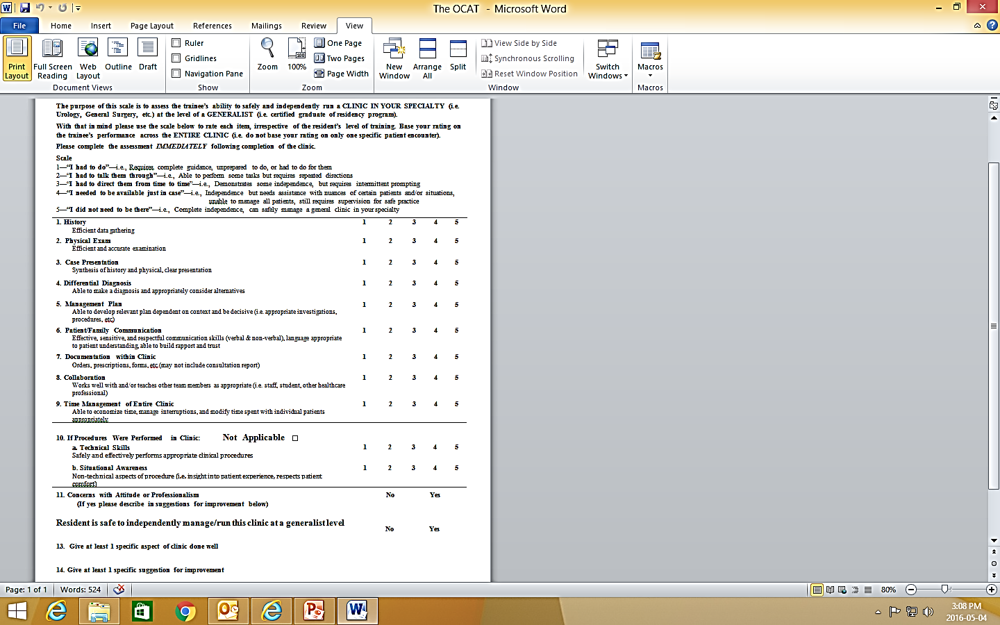 The OCAT - Microsoft Word
File Home Insert Page Layout References Mailings Review View
Print Layout
Full Screen Reading
Web Layout
Outline
Draft
Document Views
Ruler
Gridlines
Navigation Pane
Show
Zoom
100%
One Page
Two Pages
Page Width
Zoom
New Window
Arrange All
Split
View Side by Side
Synchronous Scrolling
Reset Window Position
Window
Switch Windows
Macros
Macros
The purpose of this scale is to assess the trainee's ability to safely and independently run a CLINIC IN YOUR SPECIALTY (i.e.
Urology, General Surgery, etc.) at the level of a GENERALIST (i.e. certified graduate of residency program).
With that in mind please use the scale below to rate each item, irrespective of the resident's level of training. Base your rating on
the trainee's performance across the ENTIRE CLINIC (i.e. do not base your rating on only one specific patient encounter).
Please complete the assessment IMMEDIATELY following completion of the clinic.
Scale
1—“I had to do”—i.e., Requires complete guidance, unprepared to do, or had to do for them
2—“I had to talk them through”—i.e., Able to perform some tasks but requires repeated directions
3—“I had to direct them from time to time”—i.e., Demonstrates some independence, but requires intermittent prompting
4—“I needed to be available just in case”—i.e., Independence but needs assistance with nuances of certain patients and/or situations,
unable to manage all patients, still requires supervision for safe practice
5—“I did not need to be there”—i.e., Complete independence, can safely manage a general clinic in your specialty
1. History 1 2 3 4 5
Efficient data gathering
2. Physical Exam 1 2 3 4 5
Efficient and accurate examination
3. Case Presentation 1 2 3 4 5
Synthesis of history and physical, clear presentation
4. Differential Diagnosis 1 2 3 4 5
Able to make a diagnosis and appropriately consider alternatives
5. Management Plan 1 2 3 4 5
Able to develop relevant plan dependent on context and be decisive (i.e. appropriate investigations,
procedures, etc)
6. Patient/Family Communication 1 2 3 4 5
Effective, sensitive, and respectful communication skills (verbal & non-verbal), language appropriate
to patient understanding, able to build rapport and trust
7. Documentation within Clinic 1 2 3 4 5
Orders, prescriptions, forms, etc (may not include consultation report)
8. Collaboration 1 2 3 4 5
Works well with and/or teaches other team members as appropriate (i.e. staff, student, other healthcare
professional)
9. Time Management of Entire Clinic 1 2 3 4 5
Able to economize time, manage interruptions, and modify time spent with individual patients
appropriately
10. If Procedures Were Performed in Clinic: Not Applicable ☐
a. Technical Skills 1 2 3 4 5
Safely and effectively performs appropriate clinical procedures
b. Situational Awareness 1 2 3 4 5
Non-technical aspects of procedure (i.e. insight into patient experience, respects patient
comfort)
11. Concerns with Attitude or Professionalism No Yes
(If yes please describe in suggestions for improvement below)
Resident is safe to independently manage/run this clinic at a generalist level
No Yes
13. Give at least 1 specific aspect of clinic done well
14. Give at least 1 specific suggestion for improvement
Page: 1 of 1 Words: 524 80%
3:08 PM
2016-05-04